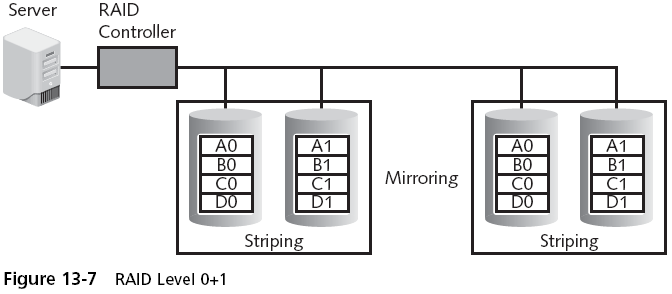 Server
RAID
Controller
A0
B0
C0
D0
A1
B1
C1
D1
Striping
Mirroring
A0
B0
C0
D0
A1
B1
C1
D1
Striping
Figure 13-7 RAID Level 0+1